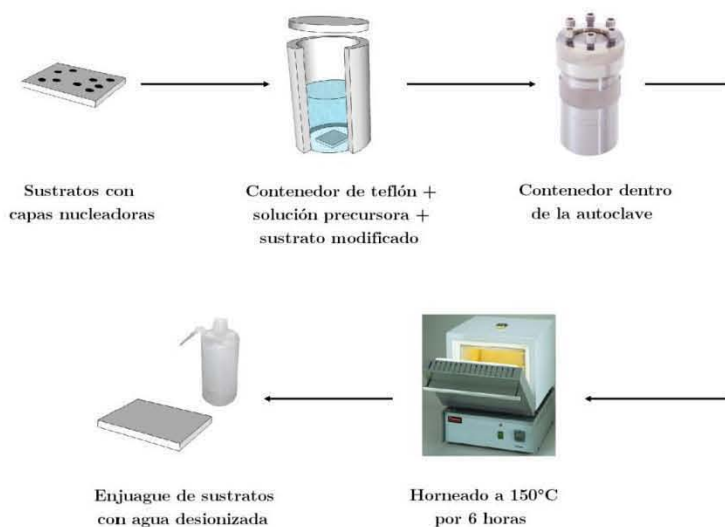 Sustratos con
capas nucleadoras
Contenedor de teflón +
solución precursora +
sustrato modificado
Contenedor dentro
de la autoclave
Horneado a 150°C
por 6 horas
Enjuague de sustratos
con agua desionizada